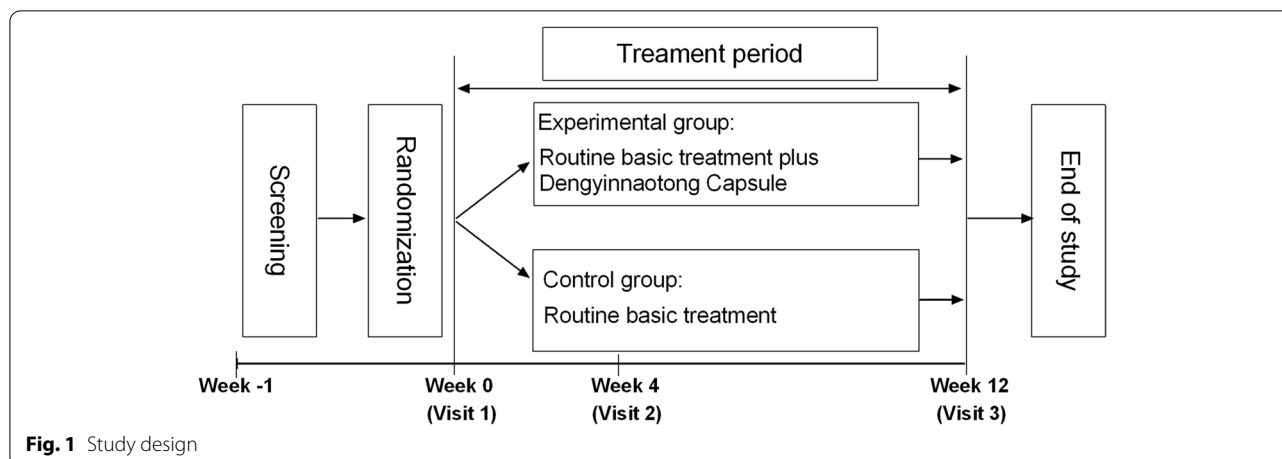 Treament period
Screening
Randomization
Experimental group:
Routine basic treatment plus
Dengyinnaotong Capsule
Control group:
Routine basic treatment
End of study
Week -1
Week 0
(Visit 1)
Week 4
(Visit 2)
Week 12
(Visit 3)
Fig. 1 Study design